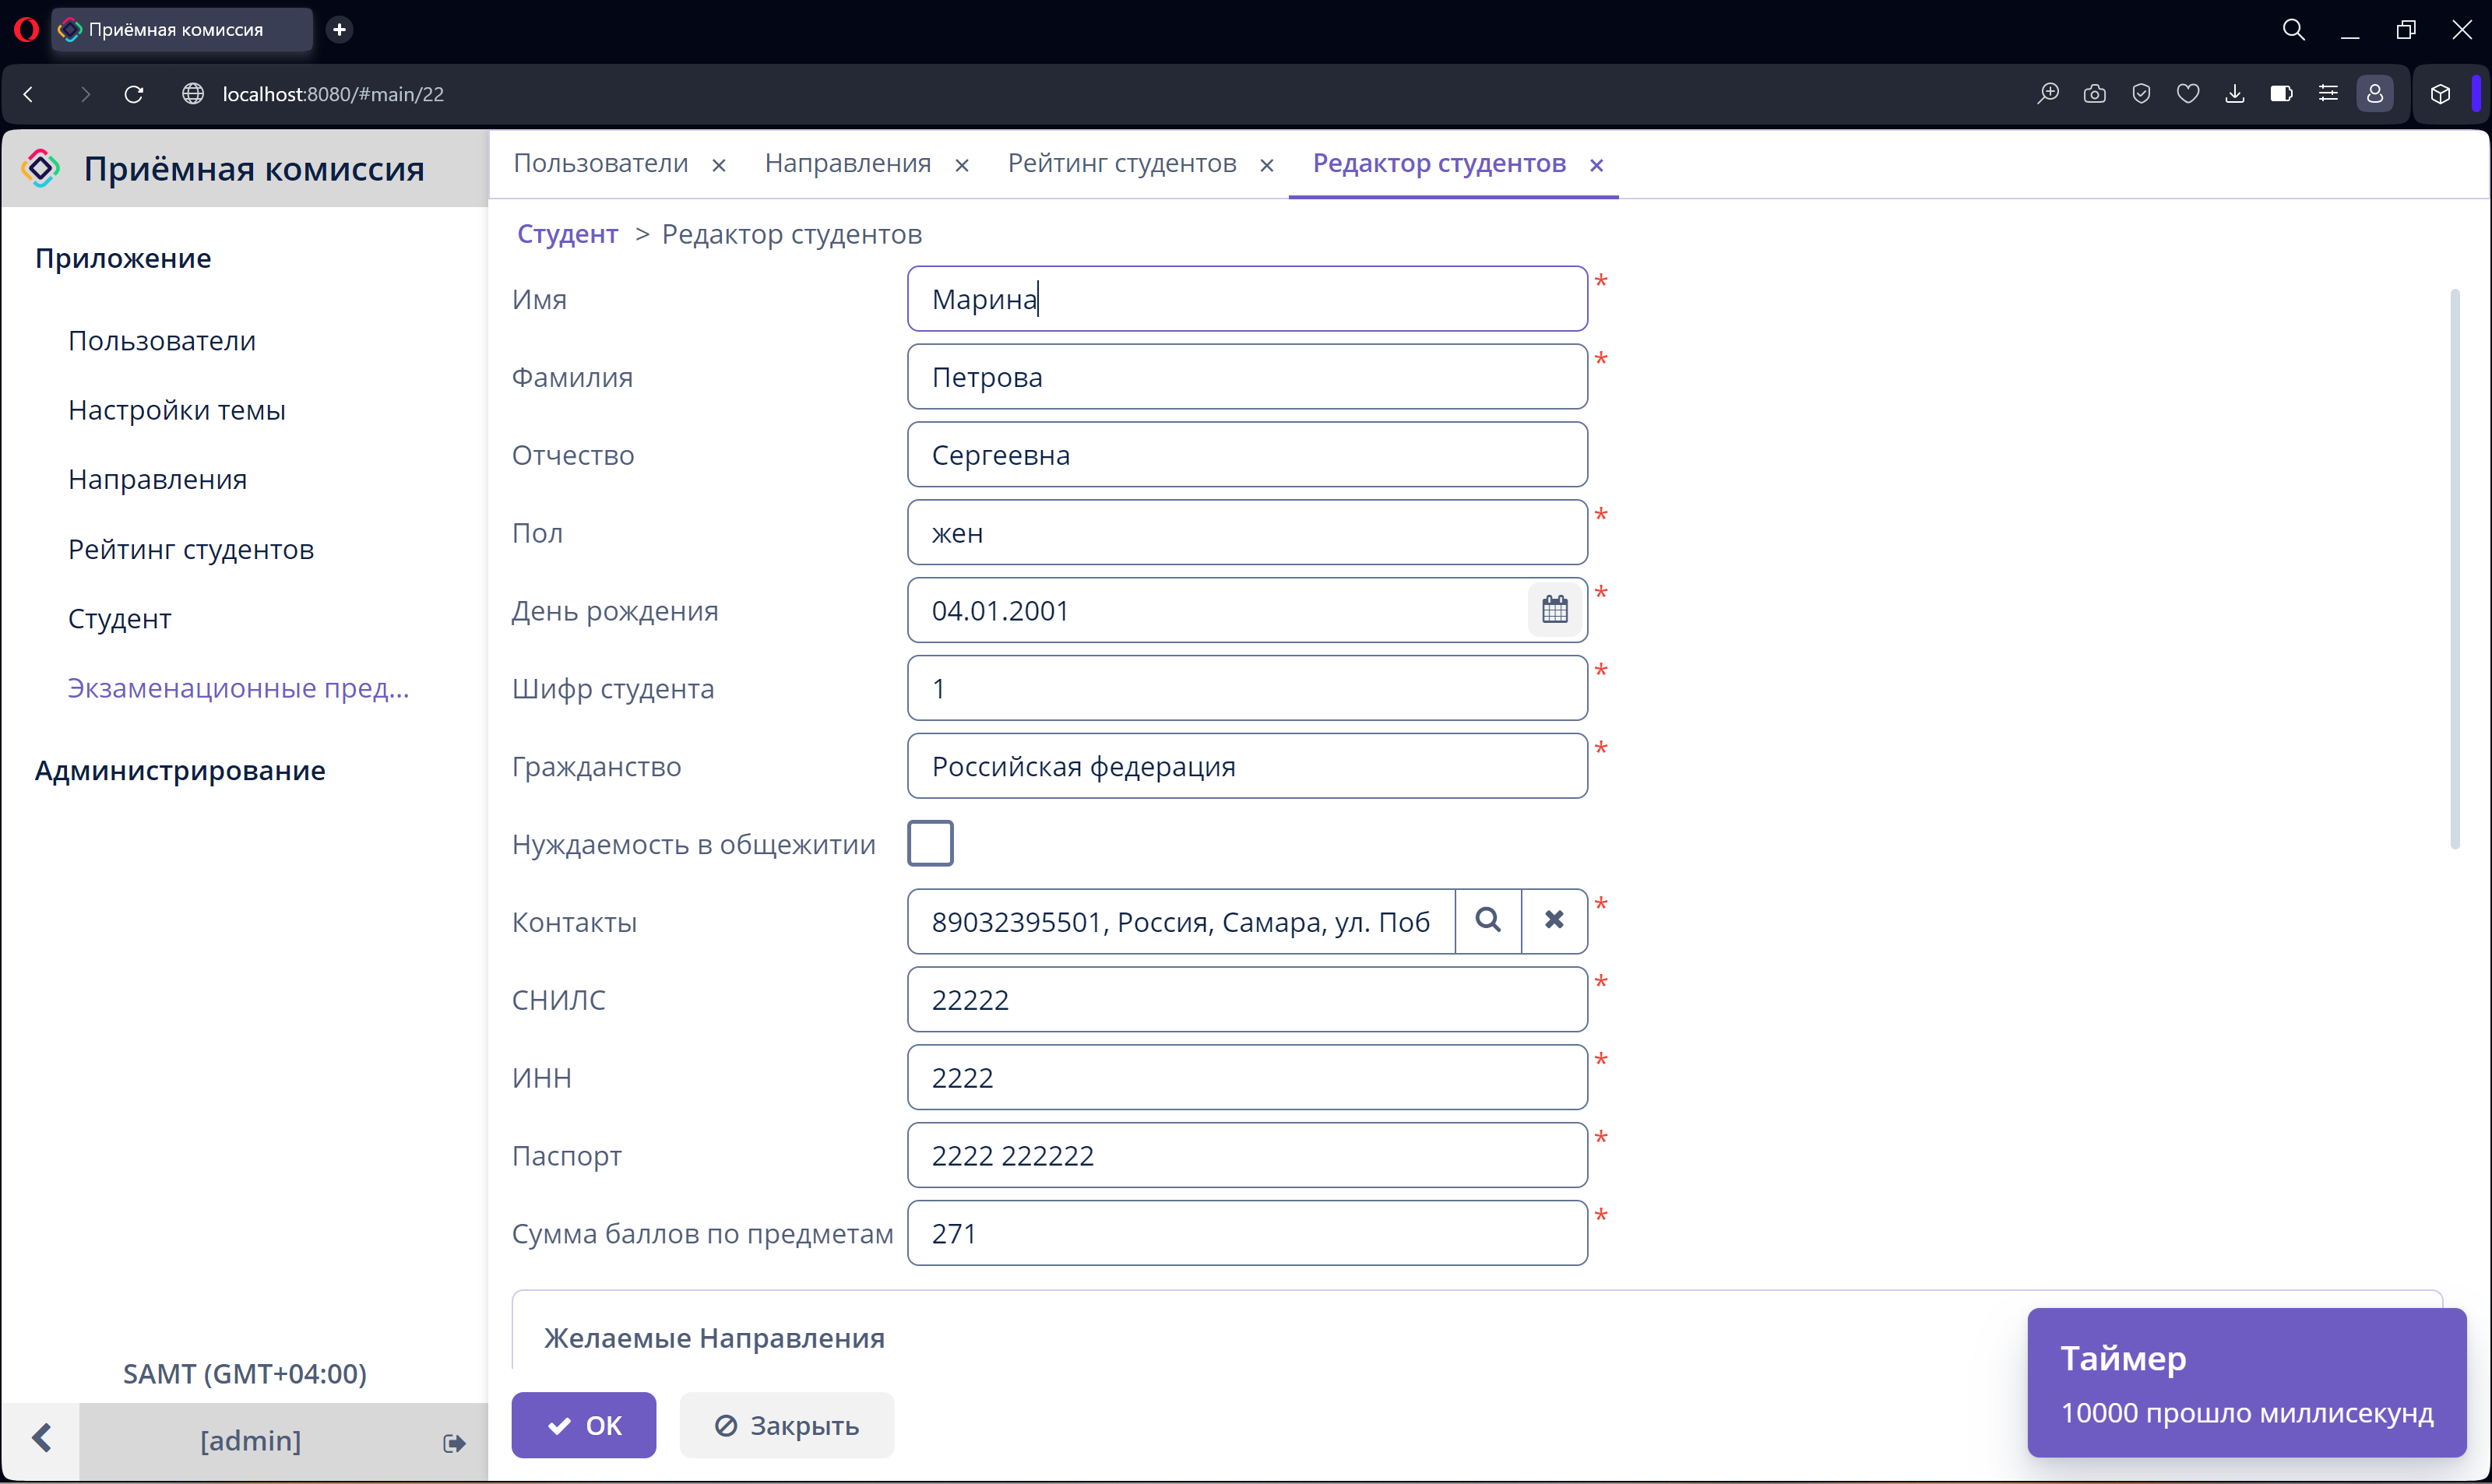 Приёмная комиссия
localhost:8080/#main/22
Приёмная комиссия
Приложение
Пользователи
Настройки темы
Направления
Рейтинг студентов
Студент
Экзаменационные пред...
Администрирование
SAMT (GMT+04:00)
[admin]
Пользователи × Направления × Рейтинг студентов × Редактор студентов ×
Студент > Редактор студентов
Имя Марина *
Фамилия Петрова *
Отчество Сергеевна
Пол жен *
День рождения 04.01.2001 *
Шифр студента 1 *
Гражданство Российская федерация *
Нуждаемость в общежитии
Контакты 89032395501, Россия, Самара, ул. Поб *
СНИЛС 22222 *
ИНН 2222 *
Паспорт 2222 222222 *
Сумма баллов по предметам 271 *
Желаемые Направления
OK Закрыть
Таймер
10000 прошло миллисекунд